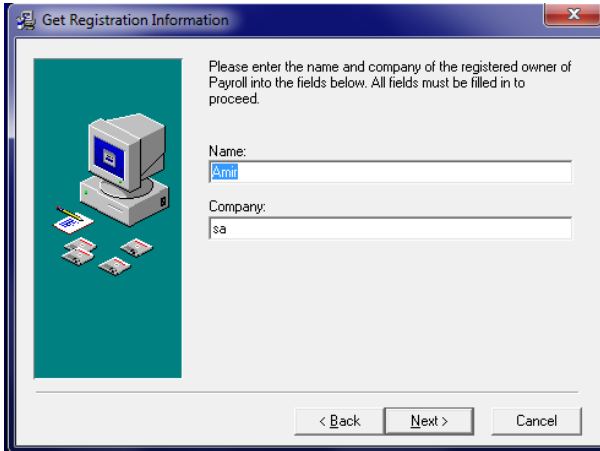 Get Registration Information
Please enter the name and company of the registered owner of
Payroll into the fields below. All fields must be filled in to
proceed.
Name:
Amir
Company:
sa
< Back
Next >
Cancel